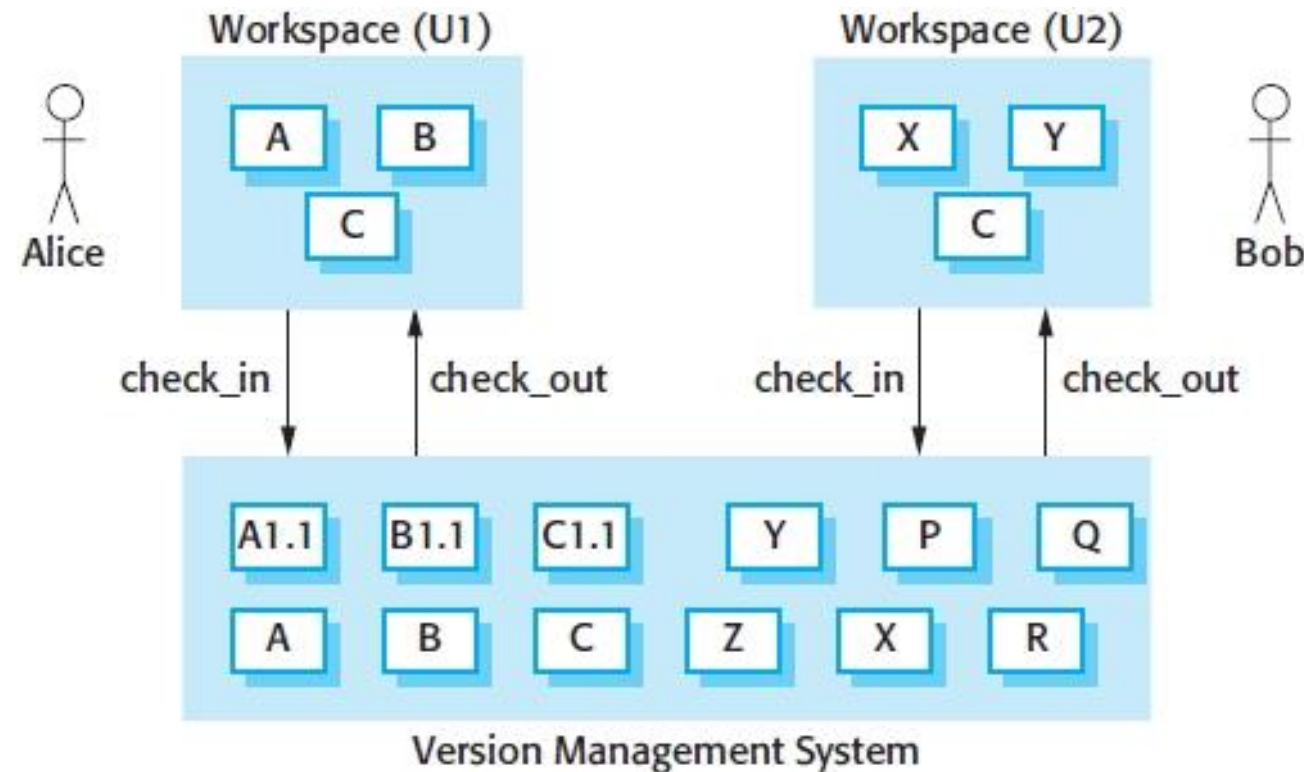 Workspace (U1)
Workspace (U2)
A B
X Y
C
C
Alice
Bob
check_in check_out
check_in check_out
A1.1 B1.1 C1.1 Y P Q
A B C Z X R
Version Management System